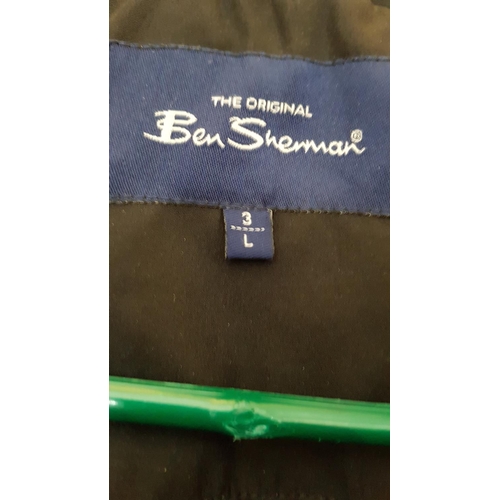 THE ORIGINAL
Ben Sherman®
3
L